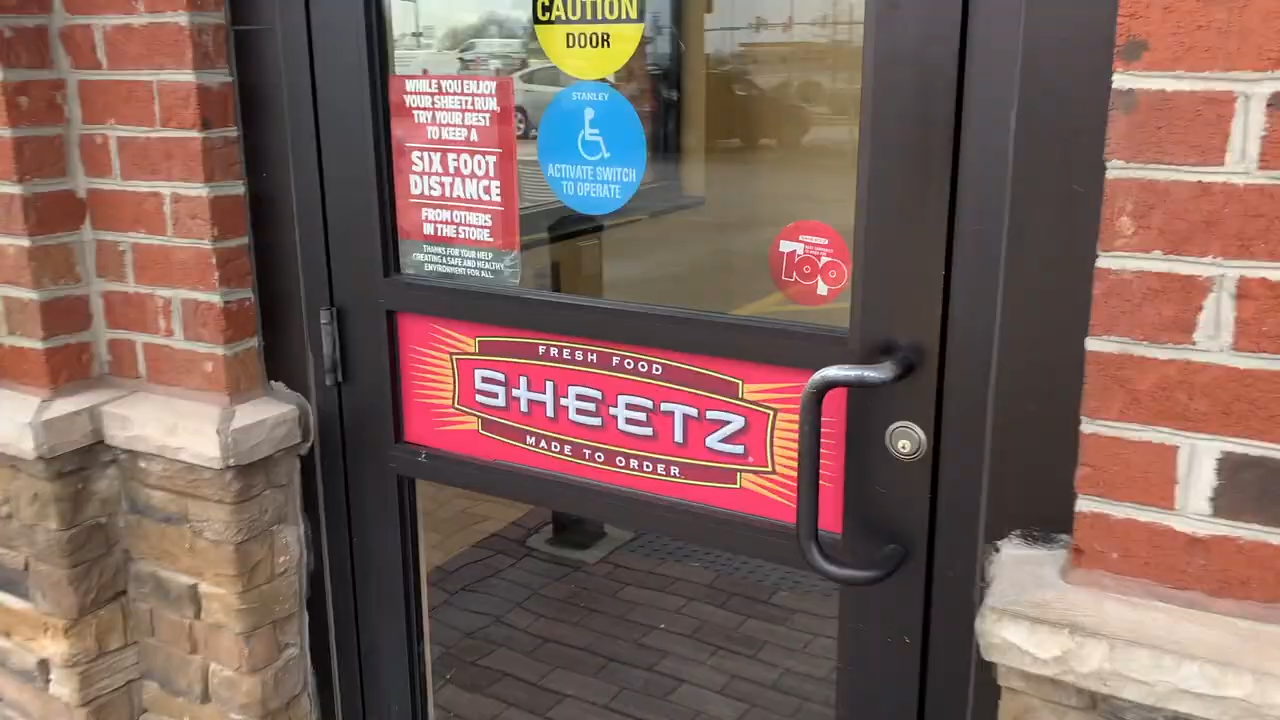 CAUTION
DOOR
WHILE YOU ENJOY
YOUR SHEETZ RUN,
TRY YOUR BEST
TO KEEP A
SIX FOOT
DISTANCE
FROM OTHERS
IN THE STORE.
THANKS FOR YOUR HELP
CREATING A SAFE AND HEALTHY
ENVIRONMENT FOR ALL.
STANLEY
ACTIVATE SWITCH
TO OPERATE
Top
FRESH FOOD
SHEETZ
MADE TO ORDER